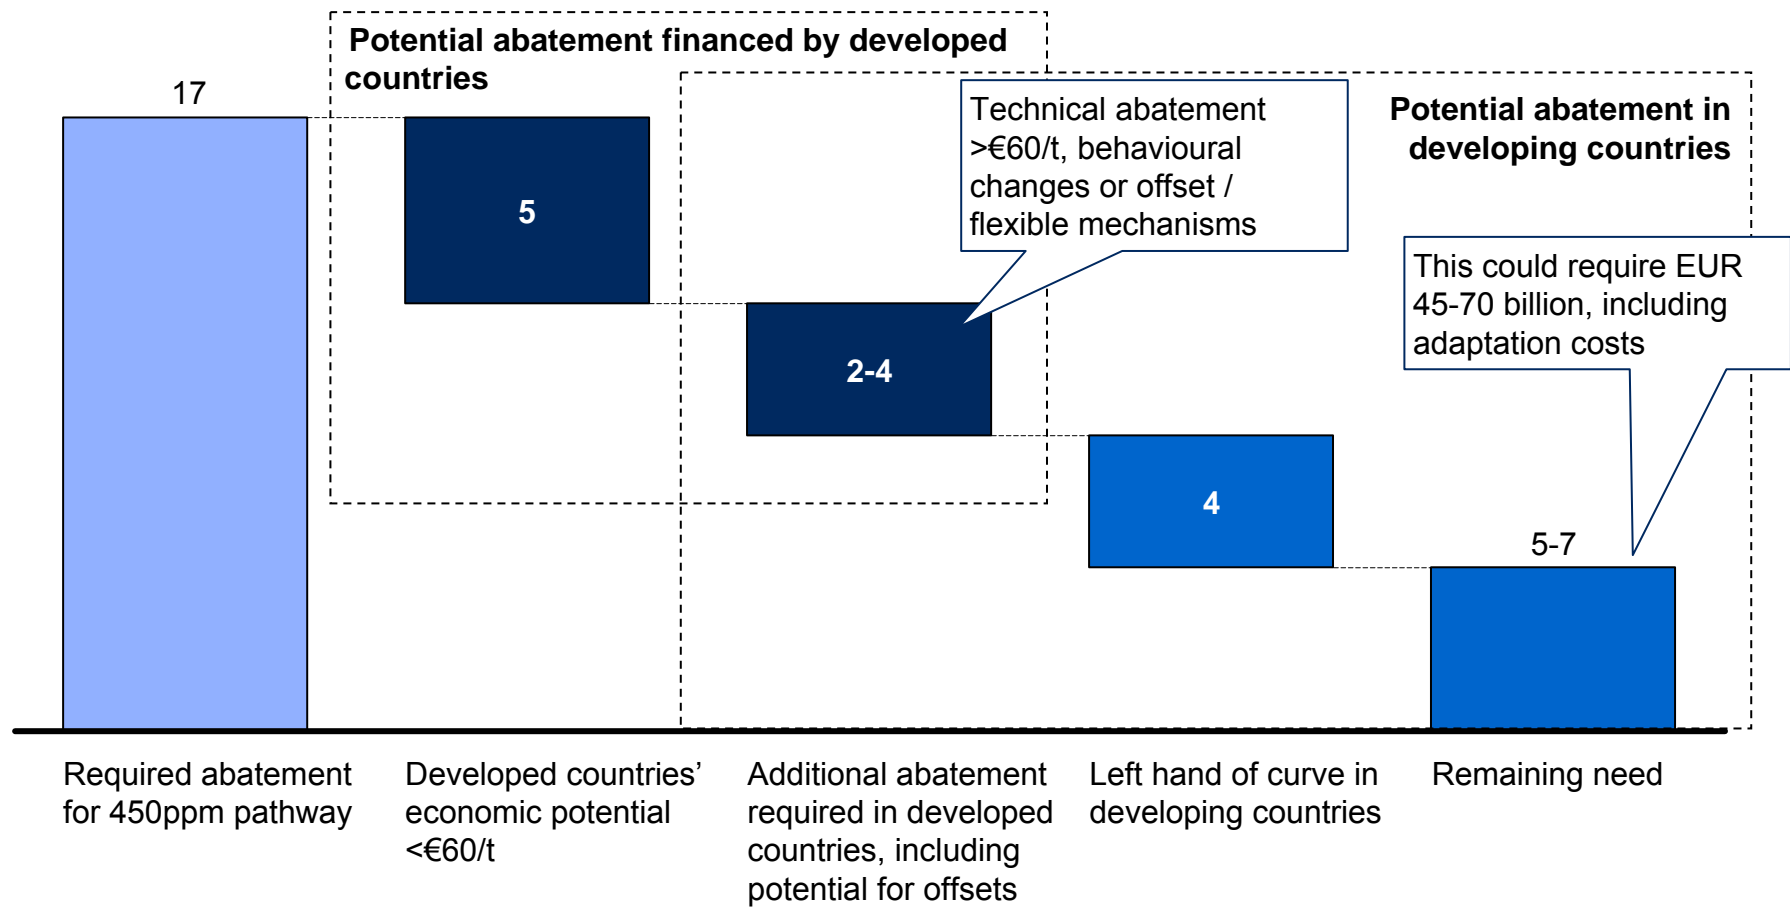 Potential abatement financed by developed
countries
17
Technical abatement
>€60/t, behavioural
changes or offset /
flexible mechanisms
Potential abatement in
developing countries
5
This could require EUR
45-70 billion, including
adaptation costs
2-4
4
5-7
Required abatement
for 450ppm pathway
Developed countries’
economic potential
<€60/t
Additional abatement
required in developed
countries, including
potential for offsets
Left hand of curve in
developing countries
Remaining need